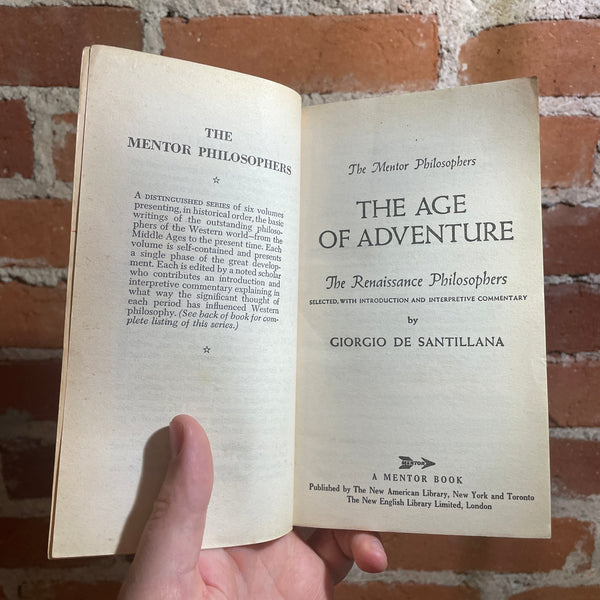 THE
MENTOR PHILOSOPHERS
A DISTINGUISHED SERIES of six volumes
presenting, in historical order, the basic
writings of the outstanding philoso-
phers of the Western world—from the
Middle Ages to the present time. Each
volume is self-contained and presents
a single phase of the great develop-
ment. Each is edited by a noted scholar
who contributes an introduction and
interpretive commentary explaining in
what way the significant thought of
each period has influenced Western
philosophy. (See back of book for com-
plete listing of this series.)
The Mentor Philosophers
THE AGE
OF ADVENTURE
The Renaissance Philosophers
SELECTED, WITH INTRODUCTION AND INTERPRETIVE COMMENTARY
by
GIORGIO DE SANTILLANA
MENTOR
A MENTOR BOOK
Published by The New American Library, New York and Toronto
The New English Library Limited, London